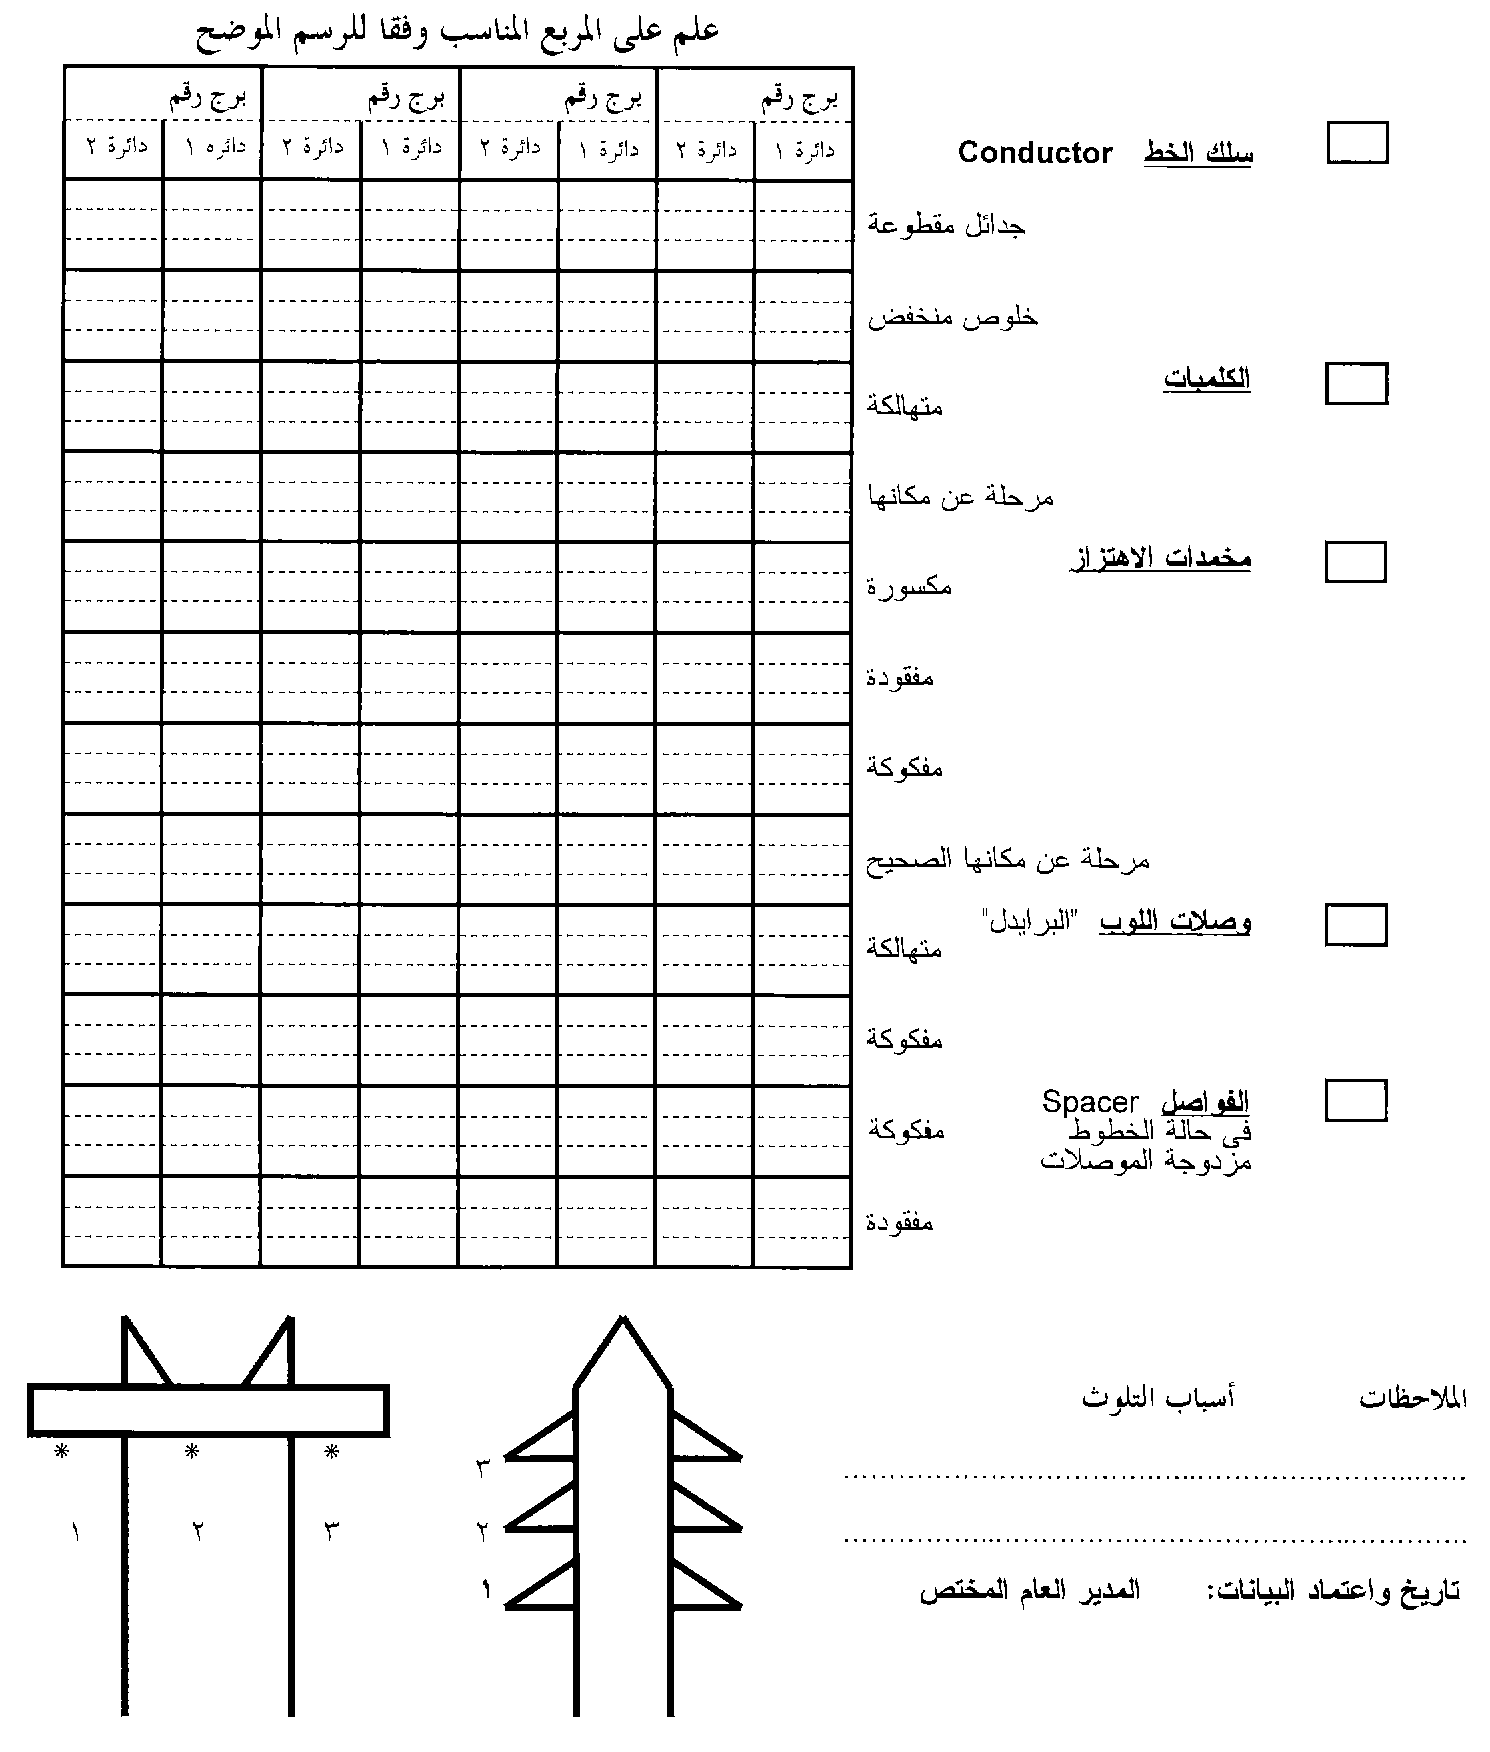 علم على المربع المناسب وفقا للرسم الموضح
برج رقم برج رقم برج رقم برج رقم
دائرة ١ دائرة ٢ دائرة ١ دائرة ٢ دائرة ١ دائرة ٢ دائره ١ دائرة ٢
سلك الخط Conductor
جدائل مقطوعة
خلوص منخفض
الكلمبات
متهالكة
مرحلة عن مكانها
مخمدات الاهتزاز
مكسورة
مفقودة
مفكوكة
مرحلة عن مكانها الصحيح
وصلات اللوب "البرايدل"
متهالكة
مفكوكة
الفواصل Spacer
فى حالة الخطوط
مزدوجة الموصلات
مفكوكة
مفقودة
الملاحظات أسباب التلوث
تاريخ واعتماد البيانات: المدير العام المختص
٣
٢
١
* * *
٣ ٢ ١